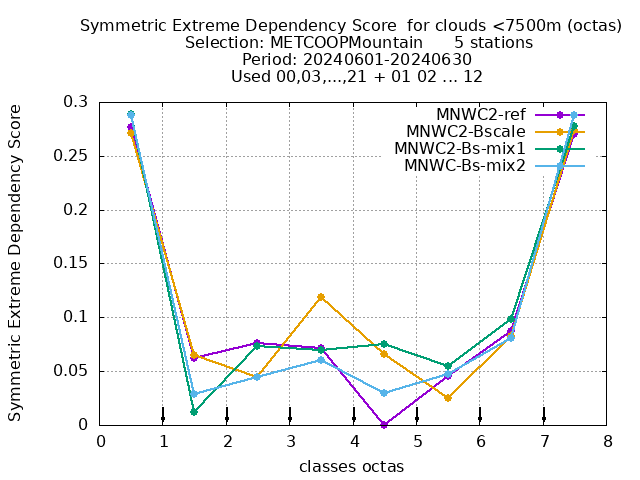 Symmetric Extreme Dependency Score  for clouds <7500m (octas)
Selection: METCOOPMountain      5 stations
Period: 20240601-20240630
Used 00,03,...,21 + 01 02 ... 12
Symmetric Extreme Dependency Score
0.3
0.25
0.2
0.15
0.1
0.05
0
MNWC2-ref
MNWC2-Bscale
MNWC2-Bs-mix1
MNWC-Bs-mix2
0 1 2 3 4 5 6 7 8
classes octas